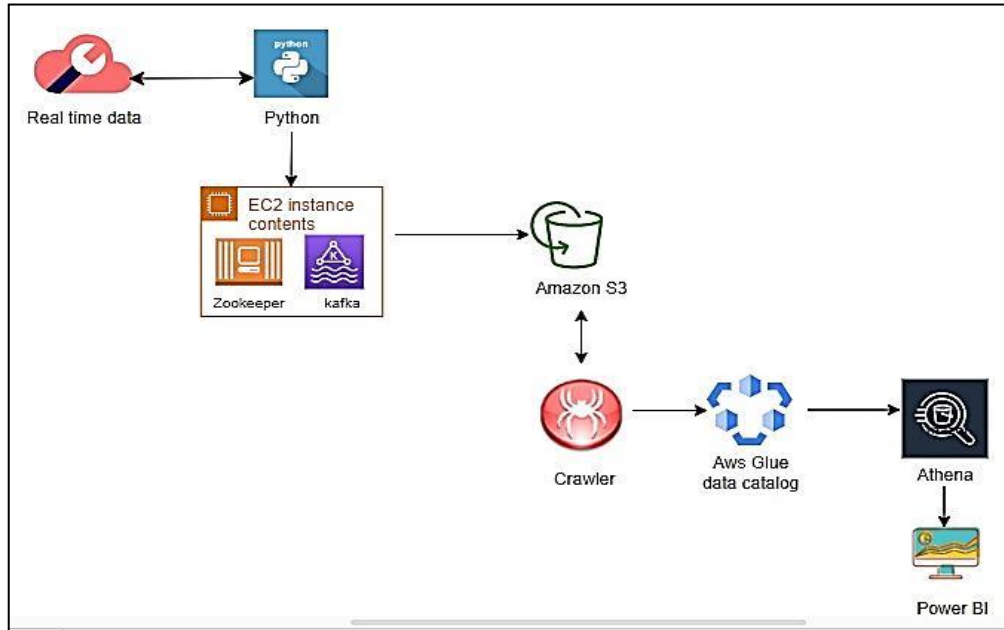 python
Real time data
Python
EC2 instance
contents
K
Zookeeper
kafka
Amazon S3
Crawler
Aws Glue
data catalog
Athena
Power BI